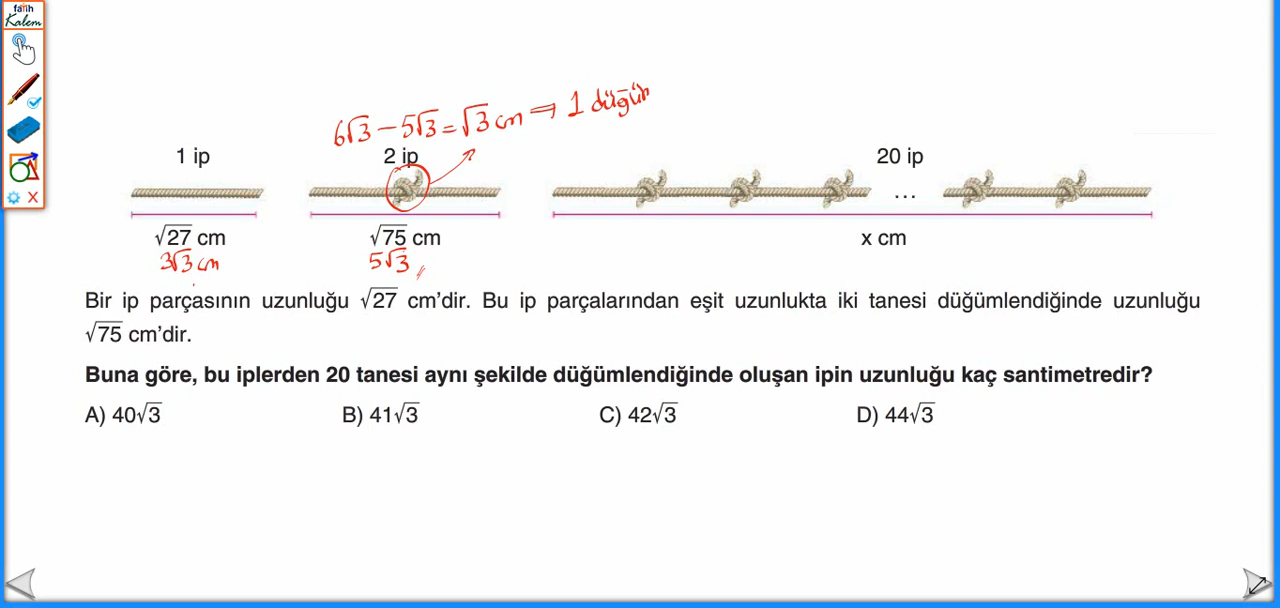 fatih
Kalem
6√3 − 5√3 = √3 cm ⇒ 1 düğün
1 ip
2 ip
20 ip
...
√27 cm
√75 cm
x cm
3√3 cm
5√3 //
Bir ip parçasının uzunluğu √27 cm’dir. Bu ip parçalarından eşit uzunlukta iki tanesi düğümlendiğinde uzunluğu
√75 cm’dir.
Buna göre, bu iplerden 20 tanesi aynı şekilde düğümlendiğinde oluşan ipin uzunluğu kaç santimetredir?
A) 40√3 B) 41√3 C) 42√3 D) 44√3